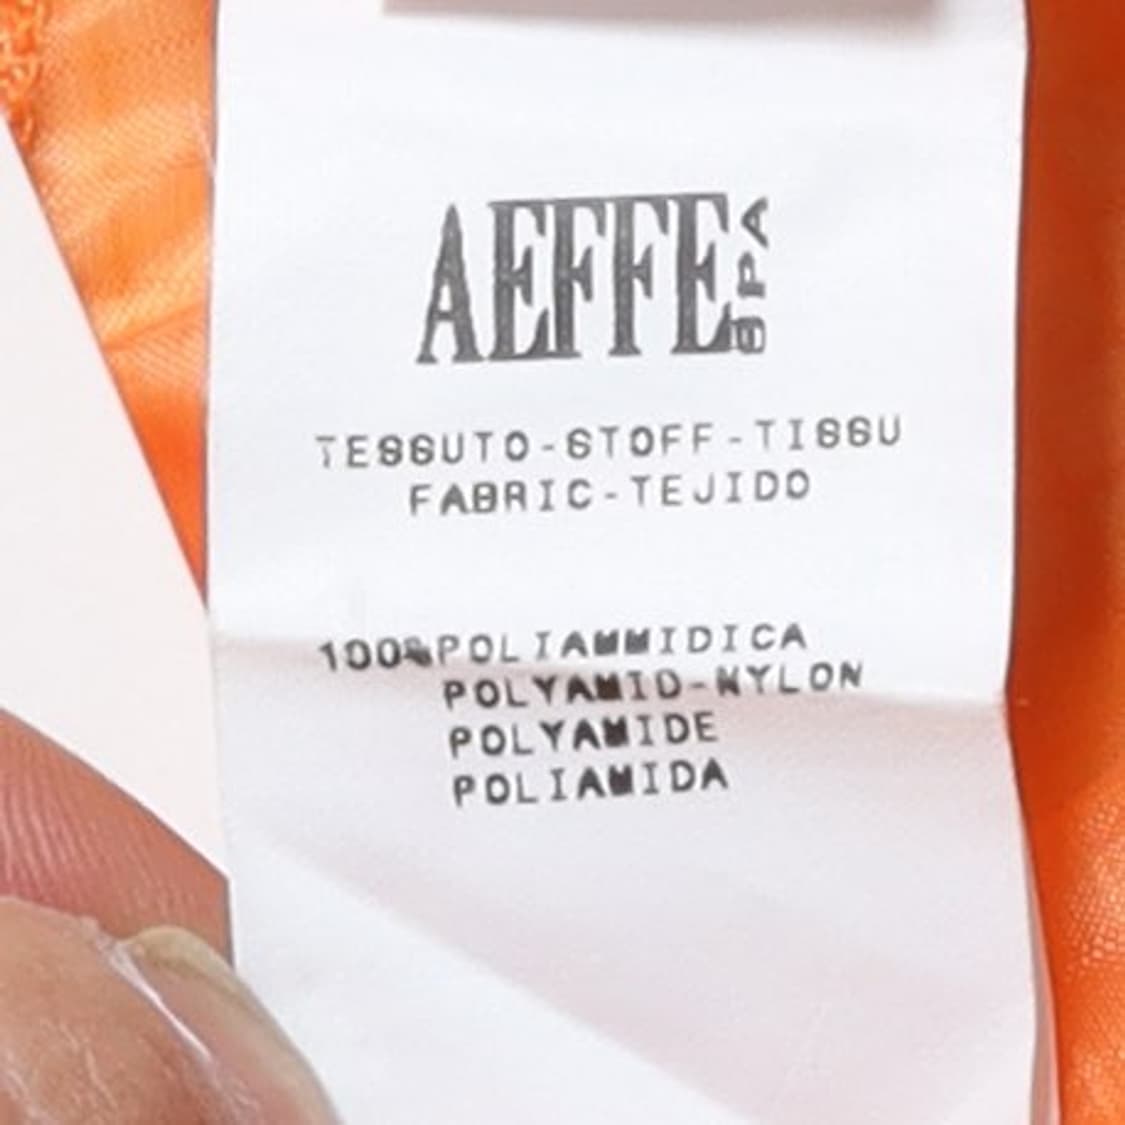 AEFFE SPA
TESSUTO-STOFF-TISSU
FABRIC-TEJIDO
100%POLIAMMIDICA
POLYAMID-NYLON
POLYAMIDE
POLIAMIDA